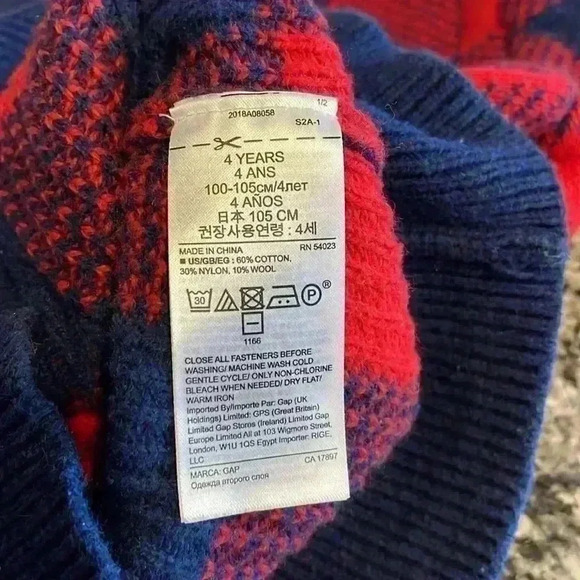 1/2
2018A08058
S2A-1
4 YEARS
4 ANS
100-105см/4лет
4 AÑOS
日本 105 CM
권장사용연령 : 4세
MADE IN CHINA RN 54023
■ US/GB/EG : 60% COTTON,
30% NYLON, 10% WOOL
30 P ®
1166
CLOSE ALL FASTENERS BEFORE
WASHING/ MACHINE WASH COLD
GENTLE CYCLE/ ONLY NON-CHLORINE
BLEACH WHEN NEEDED/ DRY FLAT/
WARM IRON
Imported By/Importe Par: Gap (UK
Holdings) Limited: GPS (Great Britain)
Limited Gap Stores (Ireland) Limited Gap
Europe Limited All at 103 Wigmore Street,
London, W1U 1QS Egypt Importer: RIGE,
LLC
MARCA: GAP CA 17897
Одежда второго слоя